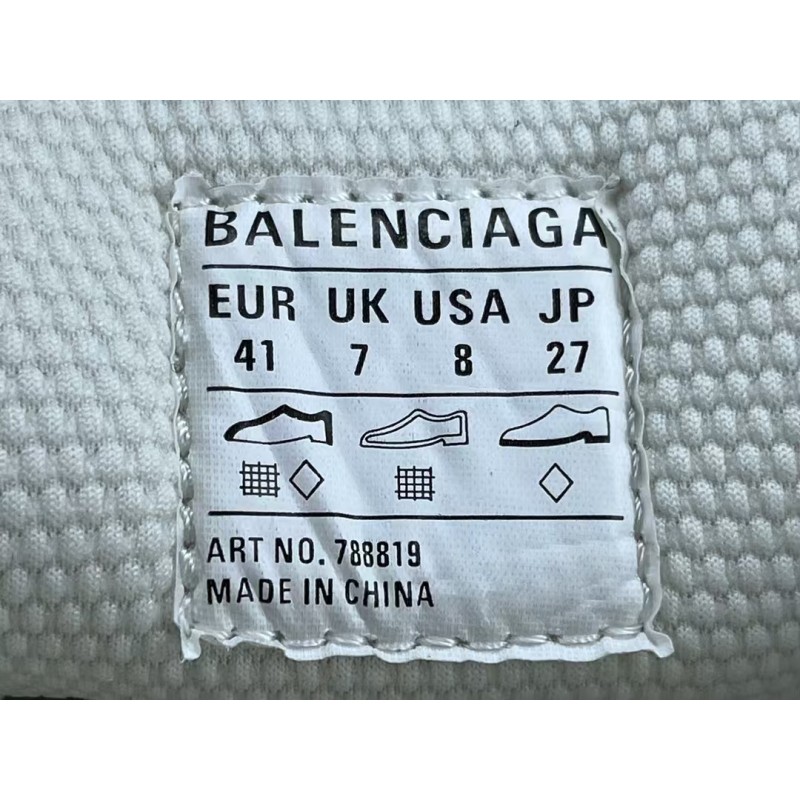 BALENCIAGA
EUR UK USA JP
41 7 8 27
ART NO. 788819
MADE IN CHINA